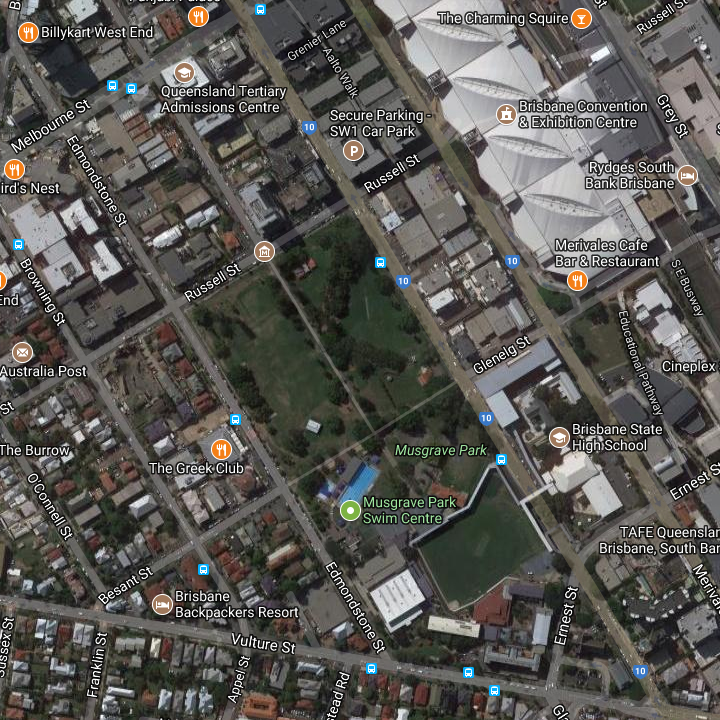 Billykart West End
The Charming Squire
Russell St
Grenier Lane
Aalto Walk
Queensland Tertiary
Admissions Centre
Melbourne St
Edmondstone St
10
Secure Parking -
SW1 Car Park
P
Russell St
Brisbane Convention
& Exhibition Centre
Grey St
Rydges South
Bank Brisbane
ird's Nest
Browning St
End
Russell St
10
10
Merivales Cafe
Bar & Restaurant
S E Busway
Educational Pathway
Glenelg St
Cineplex
Australia Post
St
The Burrow
O'Connell St
The Greek Club
Musgrave Park
10
Brisbane State
High School
Ernest S
Musgrave Park
Swim Centre
TAFE Queenslan
Brisbane, South Ban
Besant St
Brisbane
Backpackers Resort
Edmondstone St
Ernest St
Merival
Vulture St
Sussex St
Franklin St
Appel St
stead Rd
10
Gl